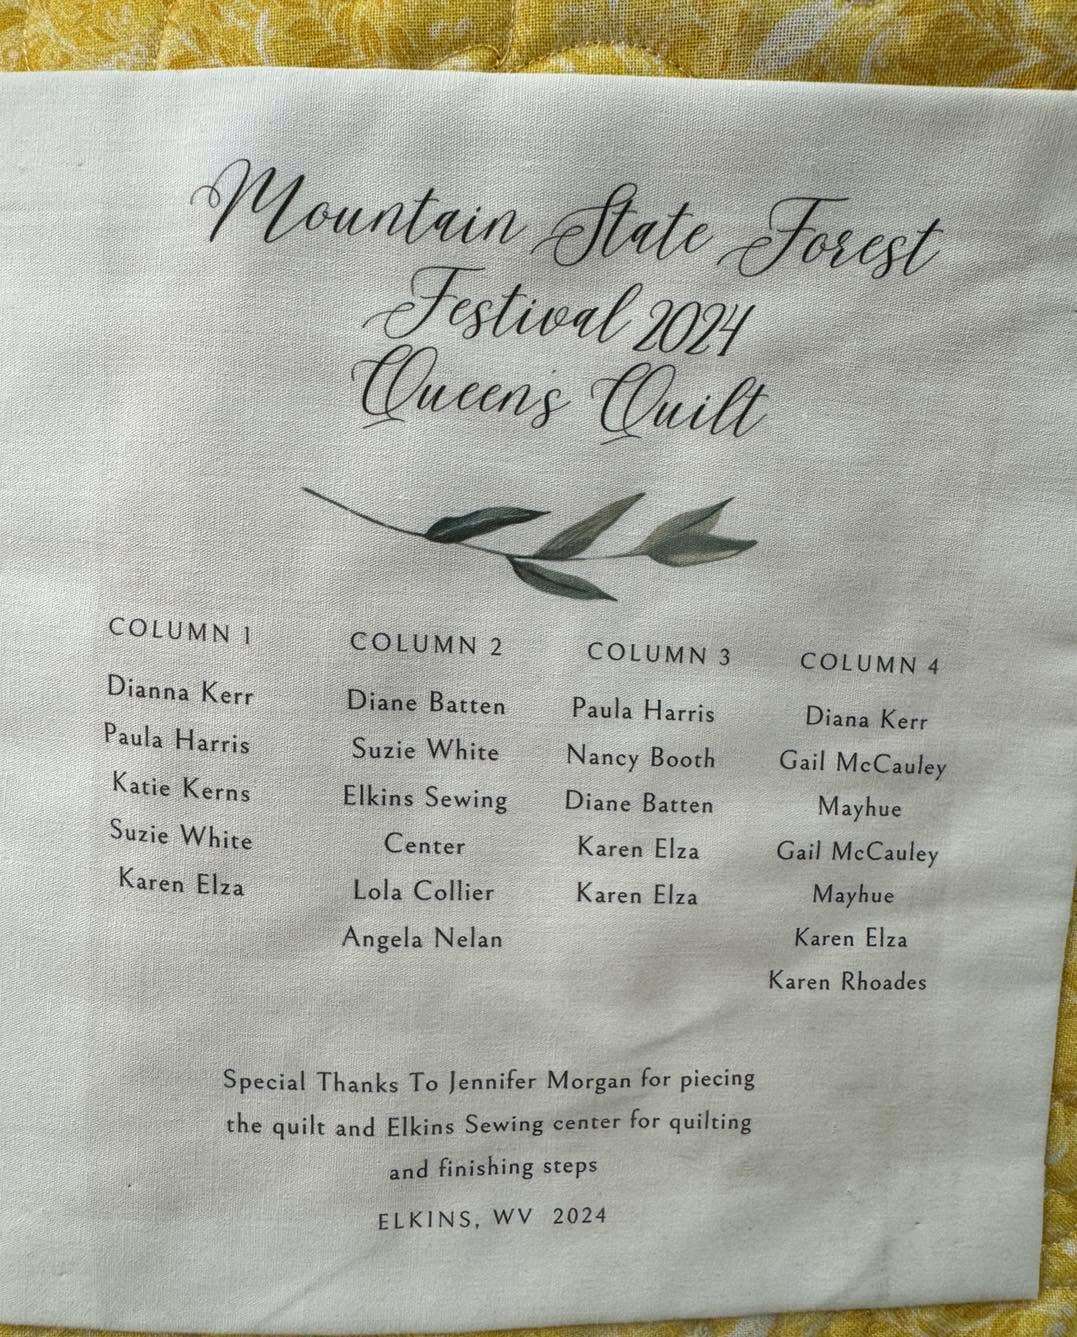 Mountain State Forest
Festival 2024
Queen's Quilt
COLUMN 1
Dianna Kerr
Paula Harris
Katie Kerns
Suzie White
Karen Elza
COLUMN 2
Diane Batten
Suzie White
Elkins Sewing
Center
Lola Collier
Angela Nelan
COLUMN 3
Paula Harris
Nancy Booth
Diane Batten
Karen Elza
Karen Elza
COLUMN 4
Diana Kerr
Gail McCauley
Mayhue
Gail McCauley
Mayhue
Karen Elza
Karen Rhoades
Special Thanks To Jennifer Morgan for piecing
the quilt and Elkins Sewing center for quilting
and finishing steps
ELKINS, WV 2024